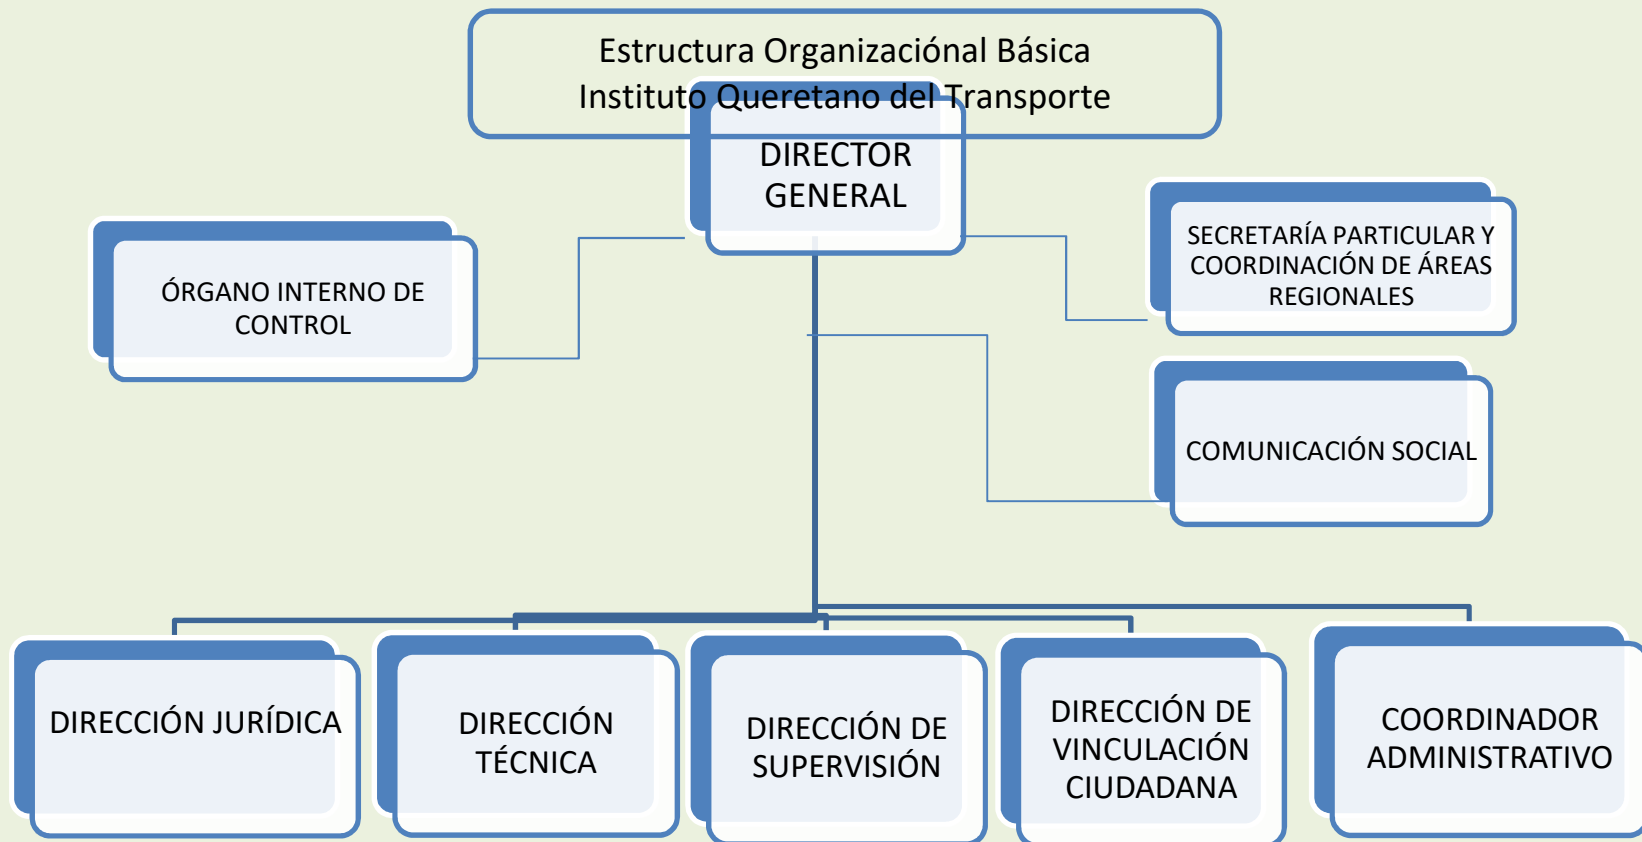 Estructura Organizaciónal Básica
Instituto Queretano del Transporte
DIRECTOR
GENERAL
ÓRGANO INTERNO DE
CONTROL
SECRETARÍA PARTICULAR Y
COORDINACIÓN DE ÁREAS
REGIONALES
COMUNICACIÓN SOCIAL
DIRECCIÓN JURÍDICA
DIRECCIÓN
TÉCNICA
DIRECCIÓN DE
SUPERVISIÓN
DIRECCIÓN DE
VINCULACIÓN
CIUDADANA
COORDINADOR
ADMINISTRATIVO